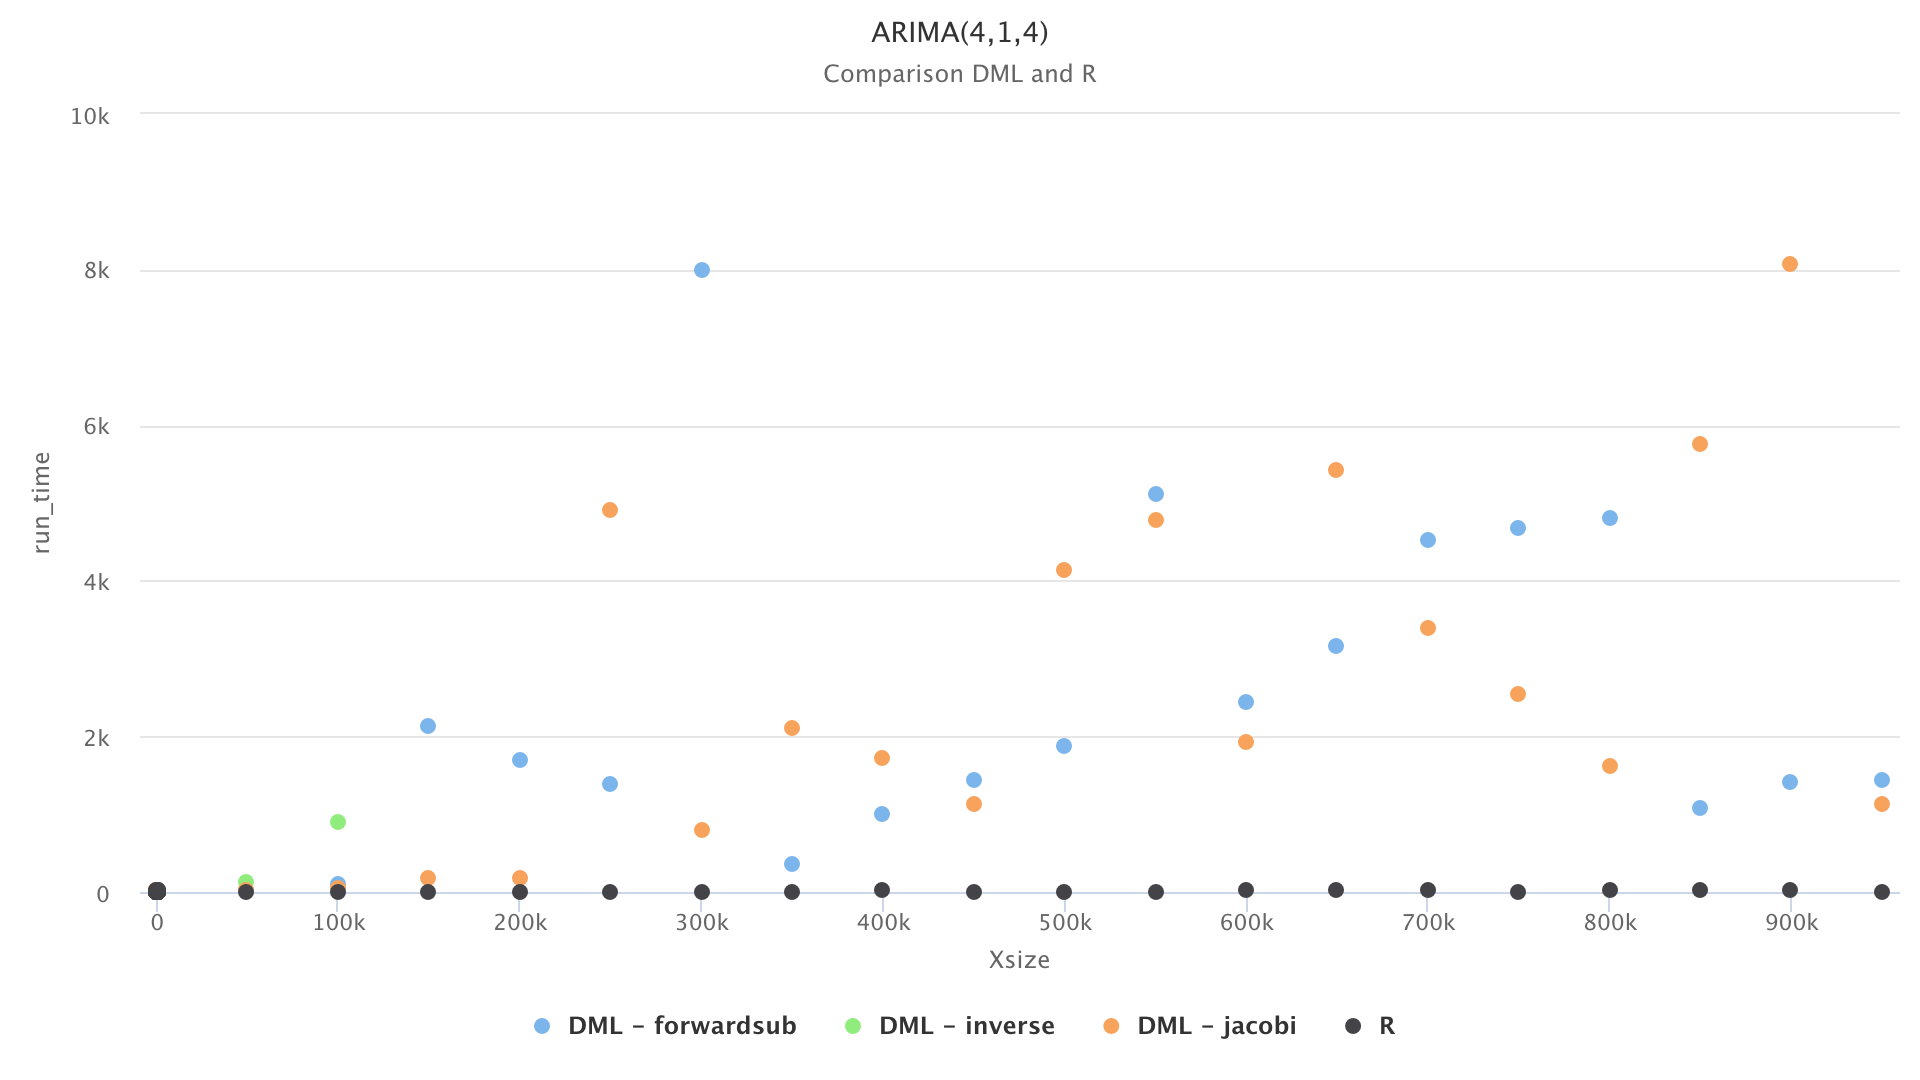 ARIMA(4,1,4)
Comparison DML and R
10k
8k
6k
4k
2k
0
run_time
0 100k 200k 300k 400k 500k 600k 700k 800k 900k
Xsize
DML – forwardsub DML – inverse DML – jacobi R